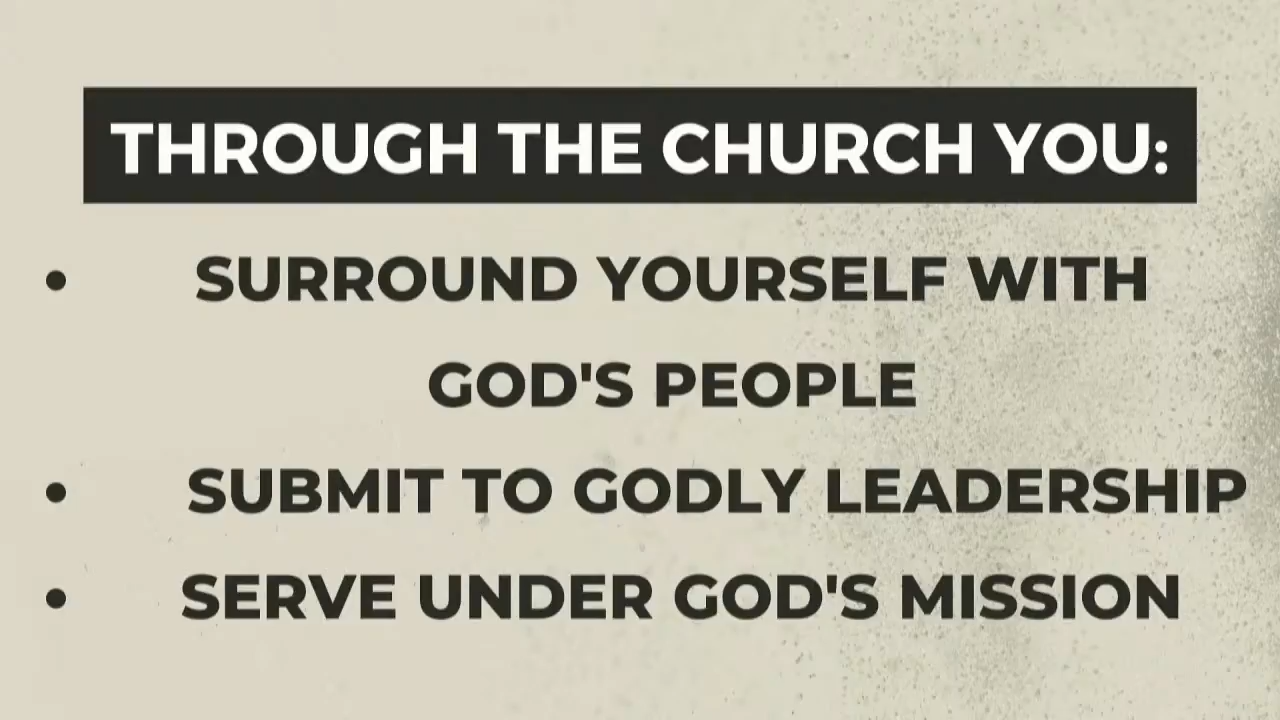 THROUGH THE CHURCH YOU:
• SURROUND YOURSELF WITH
GOD'S PEOPLE
• SUBMIT TO GODLY LEADERSHIP
• SERVE UNDER GOD'S MISSION